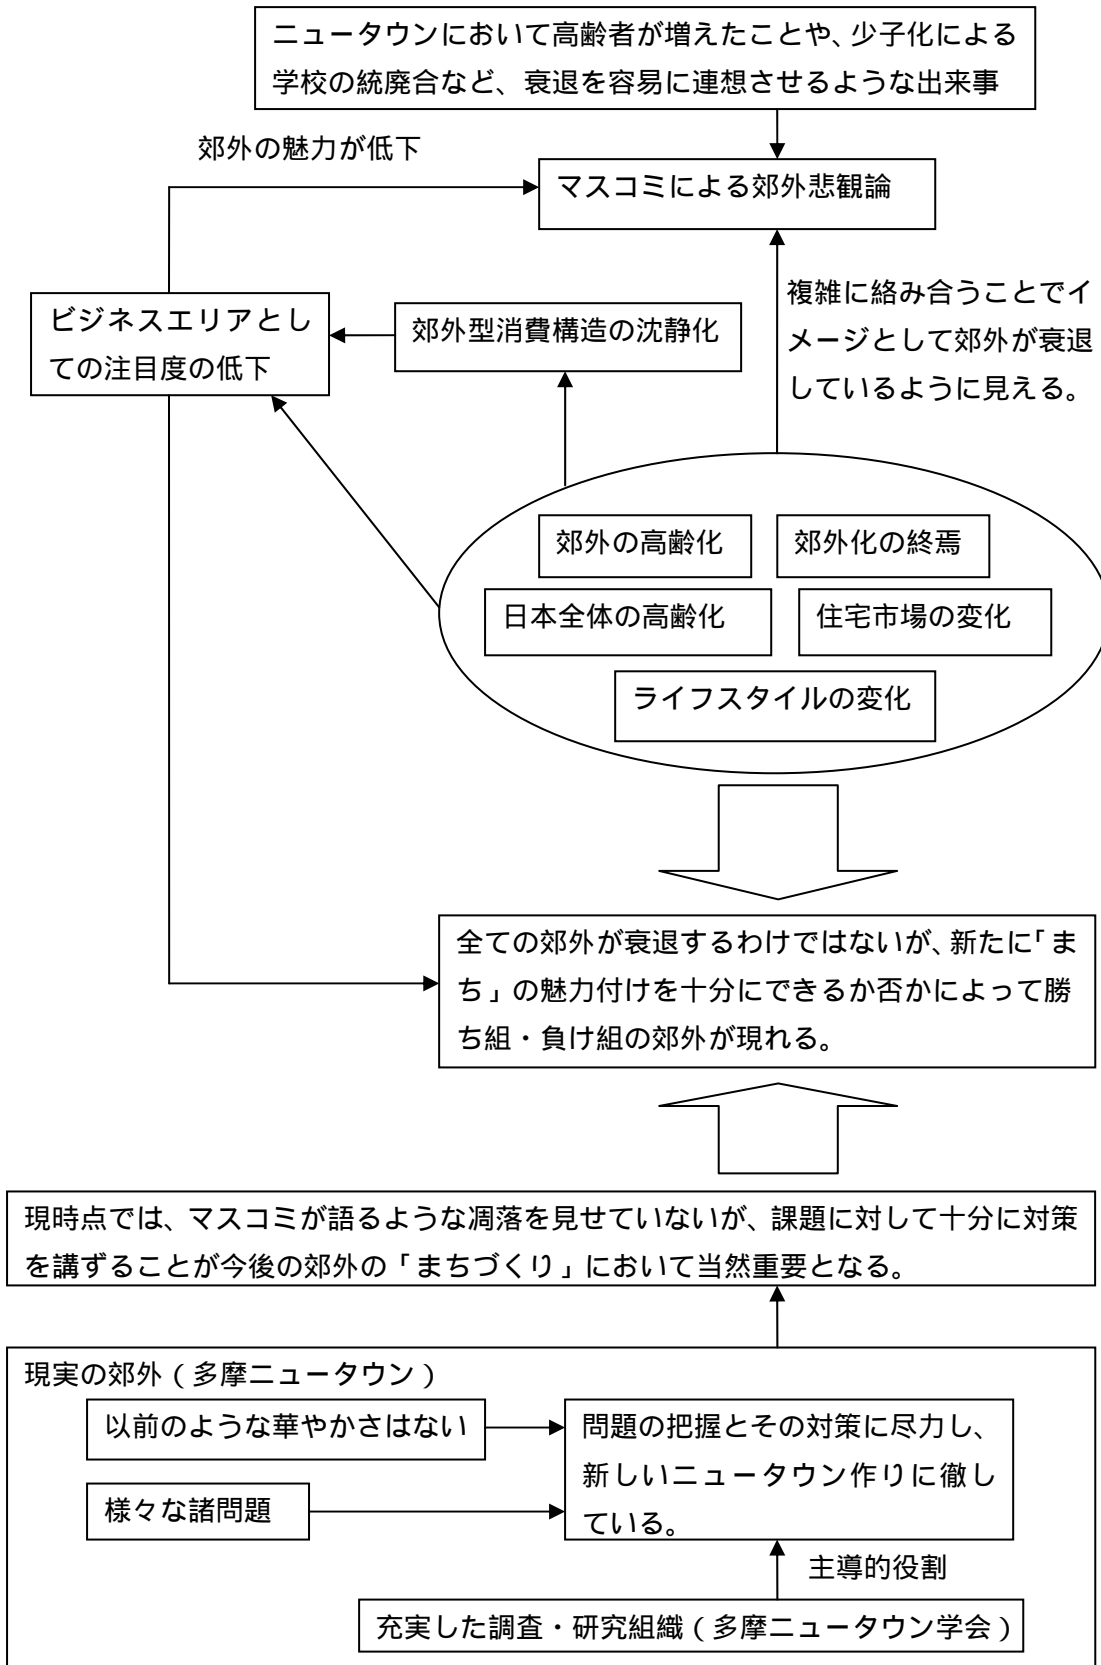 ニュータウンにおいて高齢者が増えたことや、少子化による
学校の統廃合など、衰退を容易に連想させるような出来事
郊外の魅力が低下
マスコミによる郊外悲観論
複雑に絡み合うことでイ
メージとして郊外が衰退
しているように見える。
ビジネスエリアとし
ての注目度の低下
郊外型消費構造の沈静化
郊外の高齢化
郊外化の終焉
日本全体の高齢化
住宅市場の変化
ライフスタイルの変化
全ての郊外が衰退するわけではないが、新たに「ま
ち」の魅力付けを十分にできるか否かによって勝
ち組・負け組の郊外が現れる。
現時点では、マスコミが語るような凋落を見せていないが、課題に対して十分に対策
を講ずることが今後の郊外の「まちづくり」において当然重要となる。
現実の郊外（多摩ニュータウン）
以前のような華やかさはない
様々な諸問題
問題の把握とその対策に尽力し、
新しいニュータウン作りに徹し
ている。
主導的役割
充実した調査・研究組織（多摩ニュータウン学会）